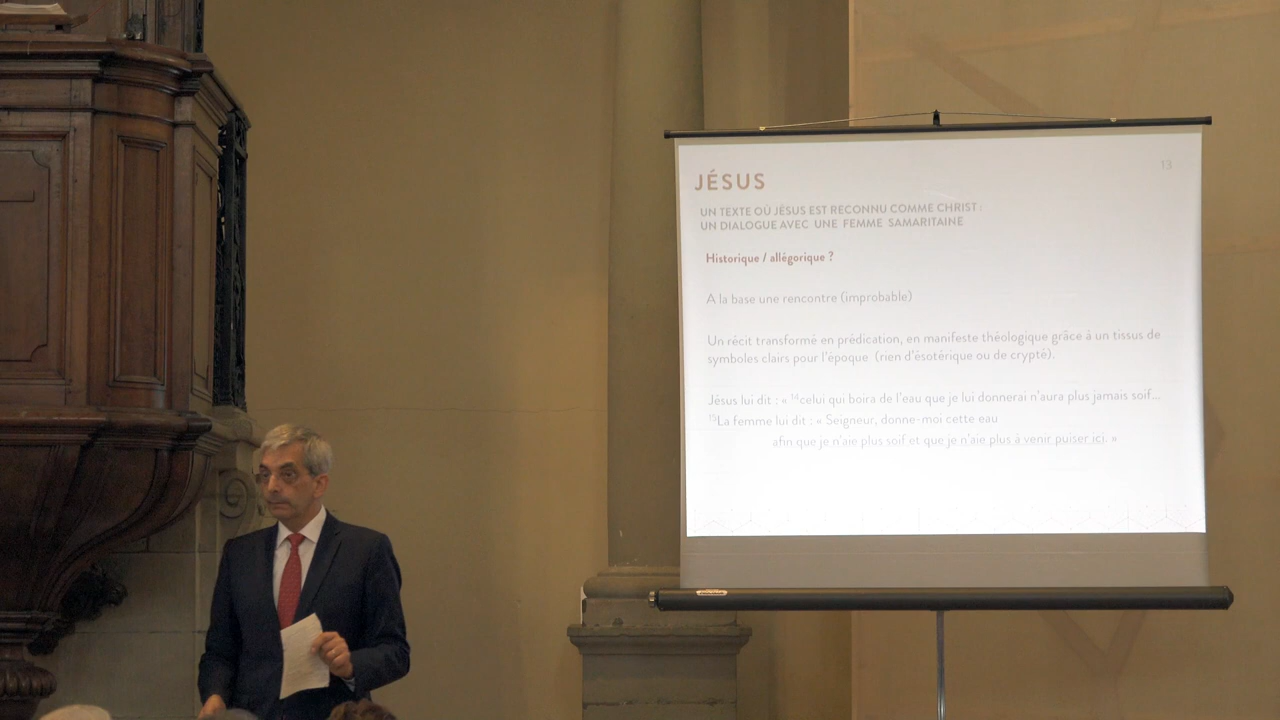 13
JÉSUS
UN TEXTE OÙ JÉSUS EST RECONNU COMME CHRIST :
UN DIALOGUE AVEC UNE FEMME SAMARITAINE
Historique / allégorique ?
A la base une rencontre (improbable)
Un récit transformé en prédication, en manifeste théologique grâce à un tissus de
symboles clairs pour l'époque (rien d'ésotérique ou de crypté).
Jésus lui dit : « ¹⁴celui qui boira de l'eau que je lui donnerai n'aura plus jamais soif...
¹⁵La femme lui dit : « Seigneur, donne-moi cette eau
afin que je n'aie plus soif et que je n'aie plus à venir puiser ici. »